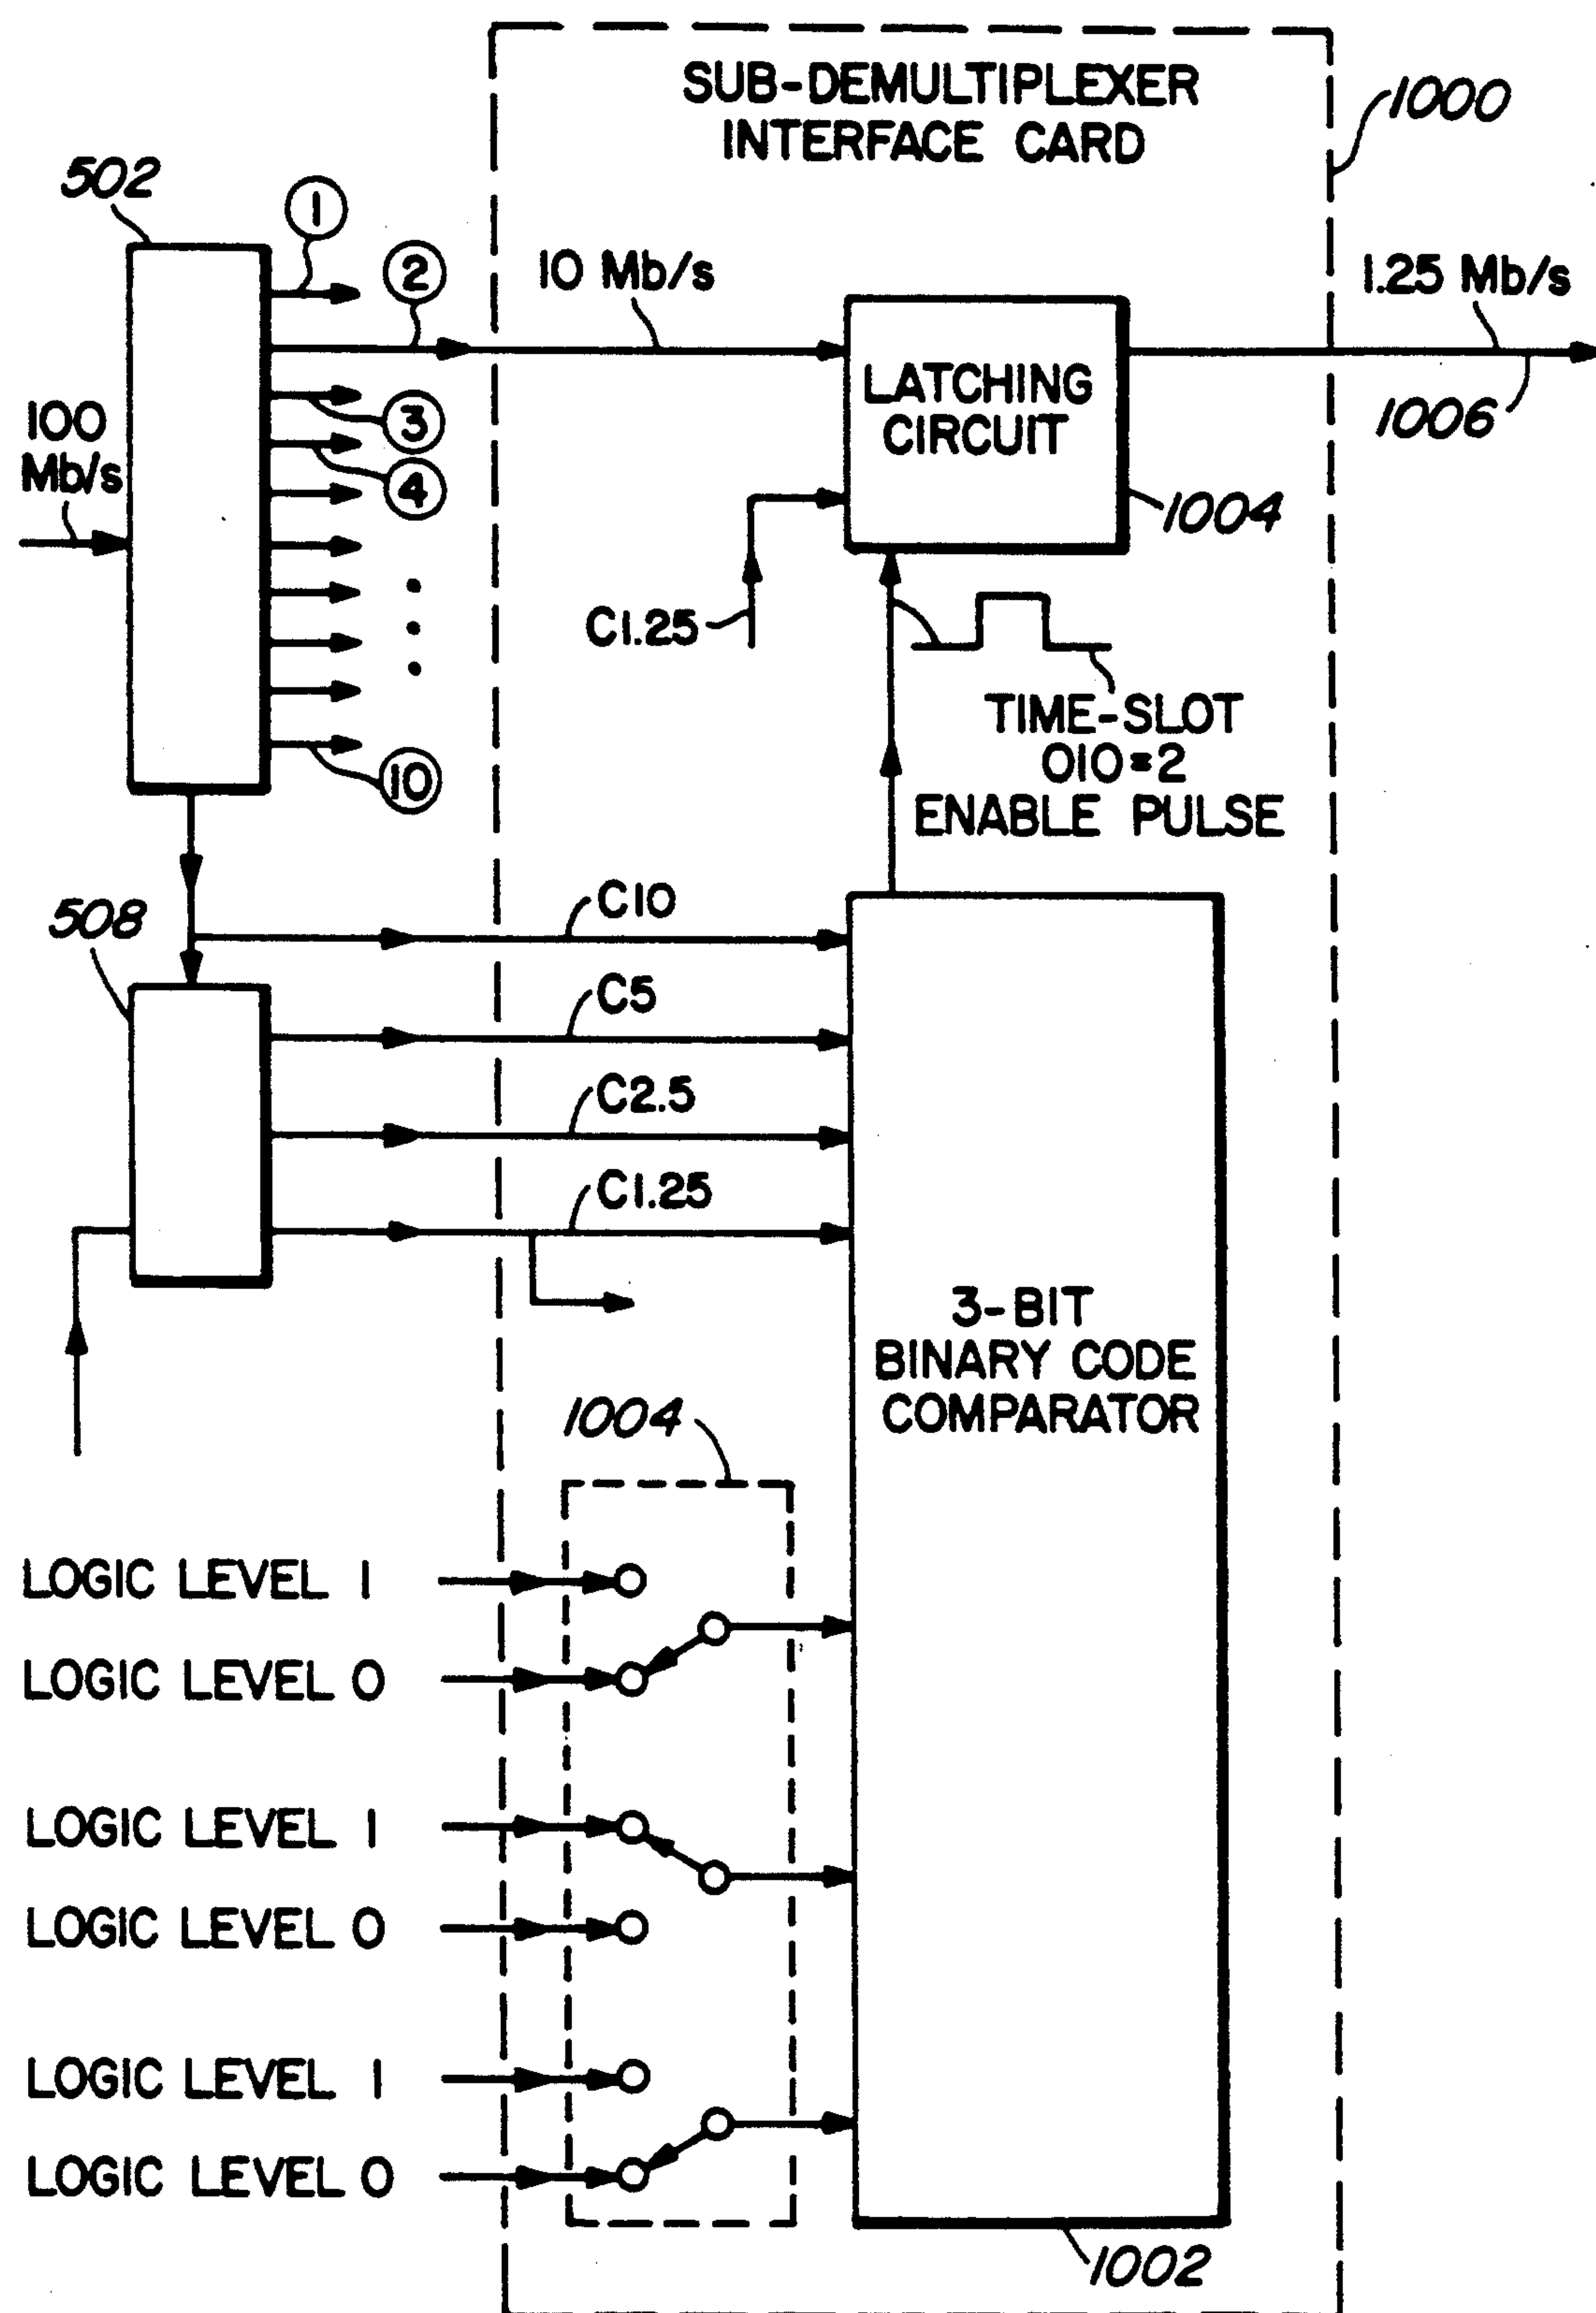 SUB-DEMULTIPLEXER
INTERFACE CARD
1000
502
1
2
10 Mb/s
1.25 Mb/s
LATCHING
CIRCUIT
3
100
Mb/s
1006
4
1004
C1.25
TIME-SLOT
010=2
ENABLE PULSE
10
C10
508
C5
C2.5
C1.25
3-BIT
BINARY CODE
COMPARATOR
1004
LOGIC LEVEL 1
LOGIC LEVEL 0
LOGIC LEVEL 1
LOGIC LEVEL 0
LOGIC LEVEL 1
LOGIC LEVEL 0
1002